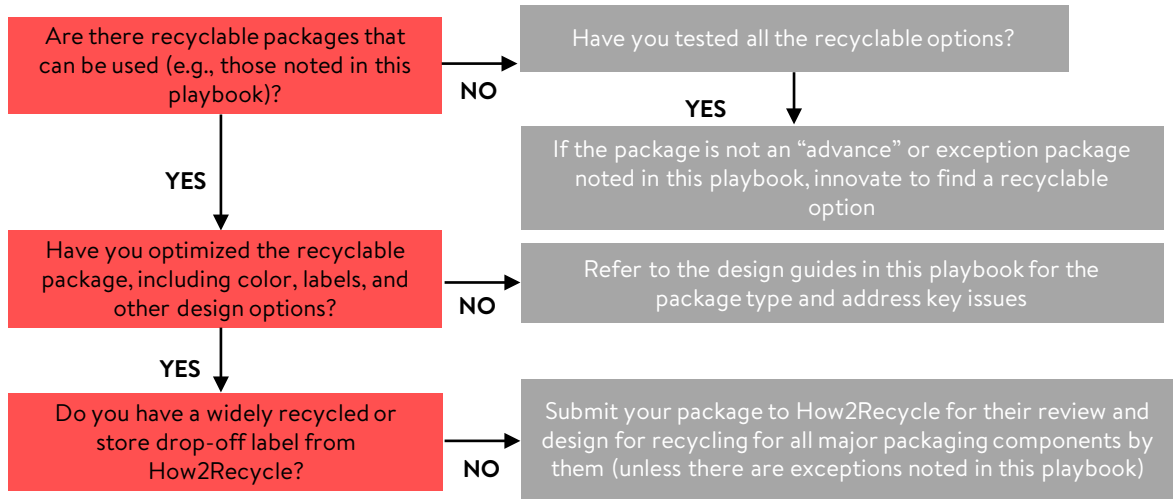 Are there recyclable packages that
can be used (e.g., those noted in this
playbook)?
NO
Have you tested all the recyclable options?
YES
If the package is not an “advance” or exception package
noted in this playbook, innovate to find a recyclable
option
YES
Have you optimized the recyclable
package, including color, labels, and
other design options?
NO
Refer to the design guides in this playbook for the
package type and address key issues
YES
Do you have a widely recycled or
store drop-off label from
How2Recycle?
NO
Submit your package to How2Recycle for their review and
design for recycling for all major packaging components by
them (unless there are exceptions noted in this playbook)